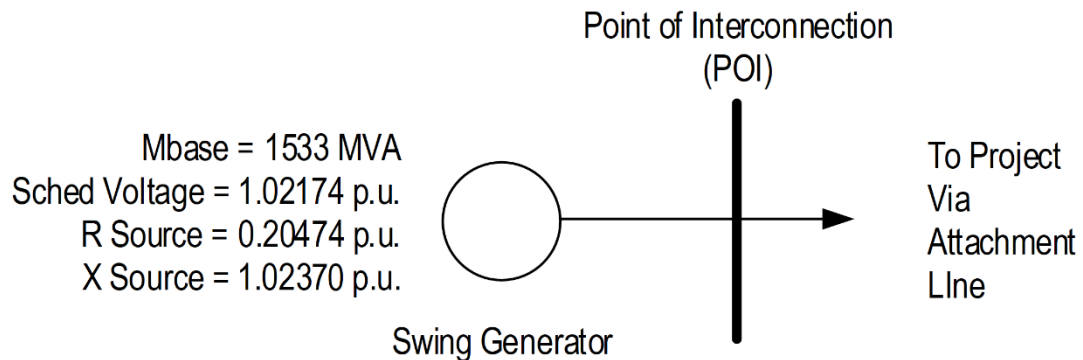 Point of Interconnection
(POI)
Mbase = 1533 MVA
Sched Voltage = 1.02174 p.u.
R Source = 0.20474 p.u.
X Source = 1.02370 p.u.
To Project
Via
Attachment
LIne
Swing Generator